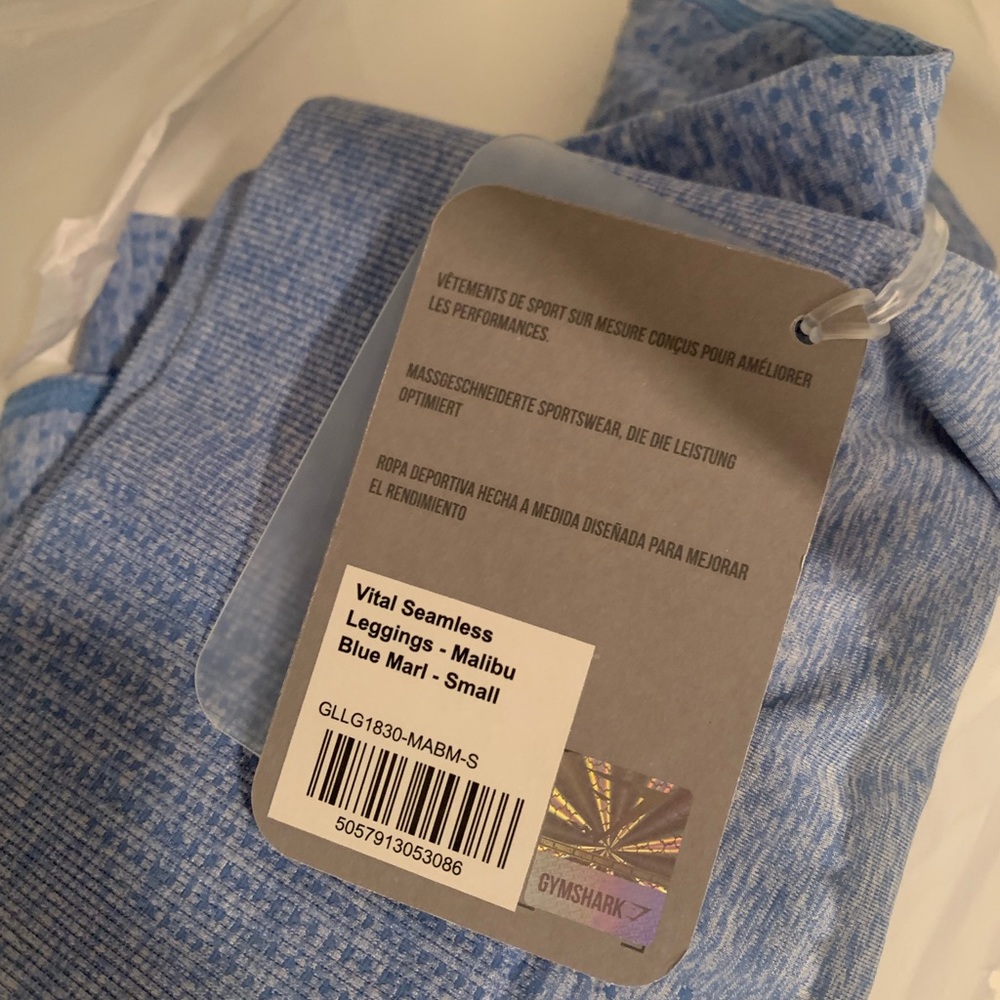 VÊTEMENTS DE SPORT SUR MESURE CONÇUS POUR AMÉLIORER
LES PERFORMANCES.
MASSGESCHNEIDERTE SPORTSWEAR, DIE DIE LEISTUNG
OPTIMIERT
ROPA DEPORTIVA HECHA A MEDIDA DISEÑADA PARA MEJORAR
EL RENDIMIENTO
Vital Seamless
Leggings - Malibu
Blue Marl - Small
GLLG1830-MABM-S
5057913053086
GYMSHARK